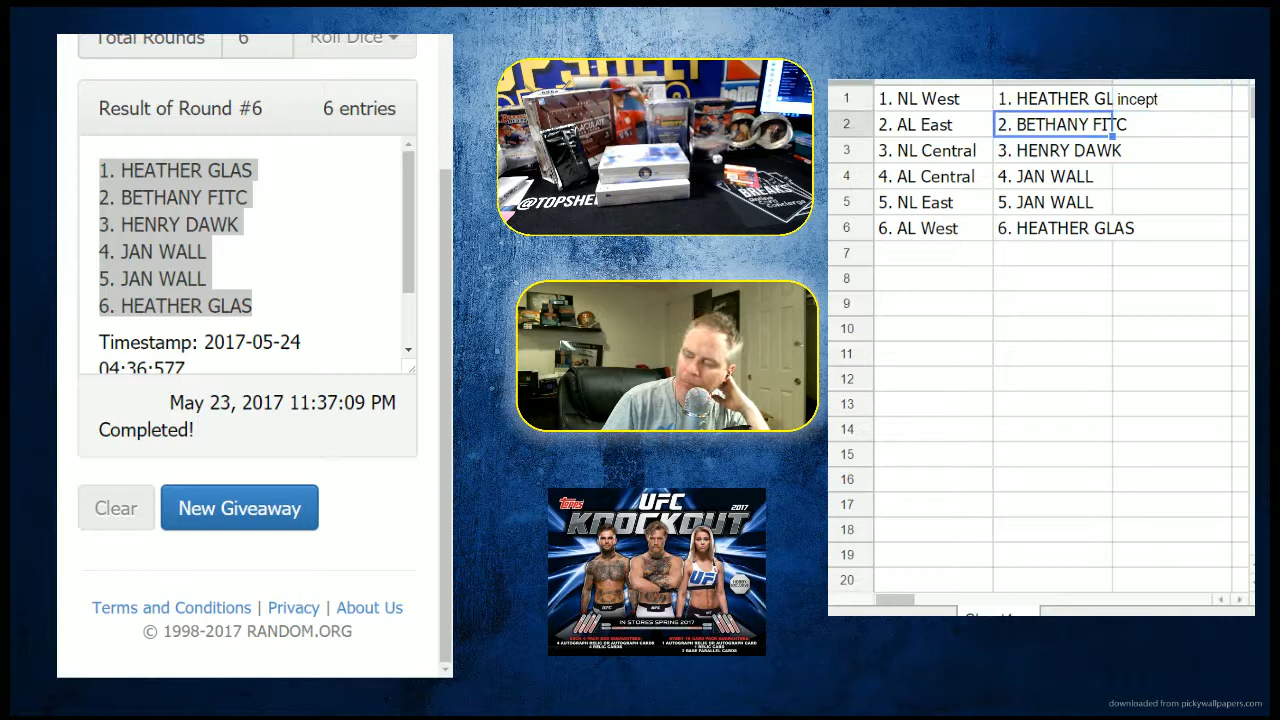 Total Rounds 6 Roll Dice
Result of Round #6 6 entries
1. HEATHER GLAS
2. BETHANY FITC
3. HENRY DAWK
4. JAN WALL
5. JAN WALL
6. HEATHER GLAS
Timestamp: 2017-05-24
04:36:57Z
May 23, 2017 11:37:09 PM
Completed!
Clear New Giveaway
Terms and Conditions | Privacy | About Us
© 1998-2017 RANDOM.ORG
IMMACULATE
@TOPSHEL
BREAKS
topps UFC 2017
KNOCKOUT
UFC
IN STORES SPRING 2017
1 1. NL West 1. HEATHER GL incept
2 2. AL East 2. BETHANY FITC
3 3. NL Central 3. HENRY DAWK
4 4. AL Central 4. JAN WALL
5 5. NL East 5. JAN WALL
6 6. AL West 6. HEATHER GLAS
7
8
9
10
11
12
13
14
15
16
17
18
19
20
downloaded from pickywallpapers.com